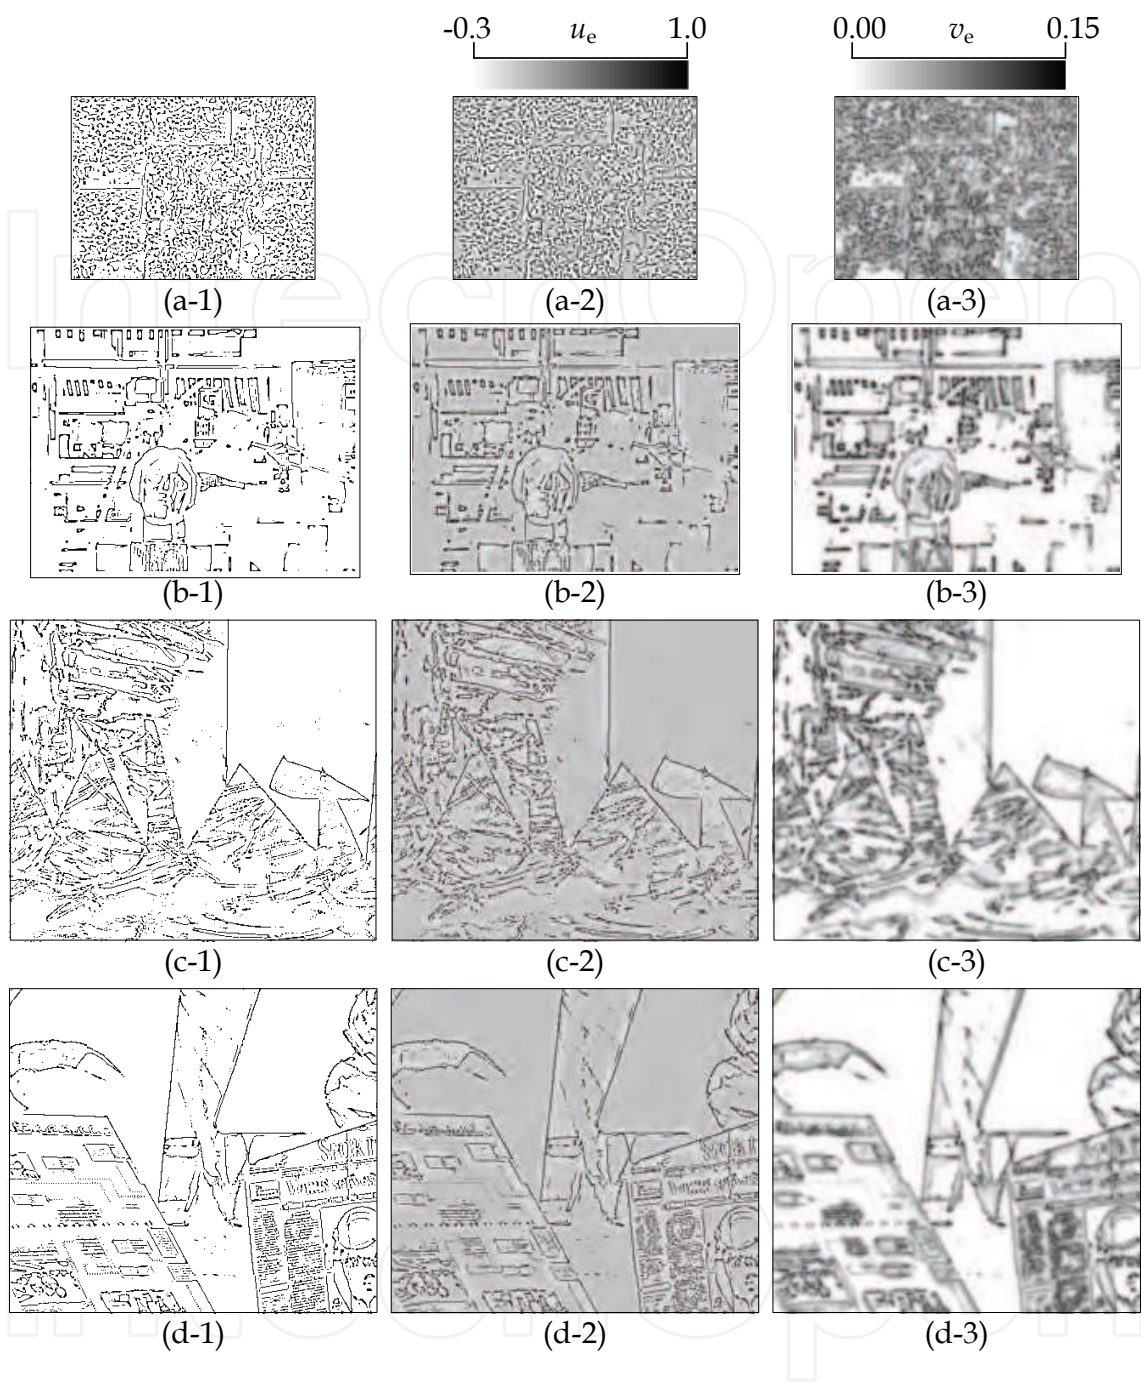 -0.3 u_e 1.0 0.00 v_e 0.15
(a-1) (a-2) (a-3)
(b-1) (b-2) (b-3)
(c-1) (c-2) (c-3)
(d-1) (d-2) (d-3)